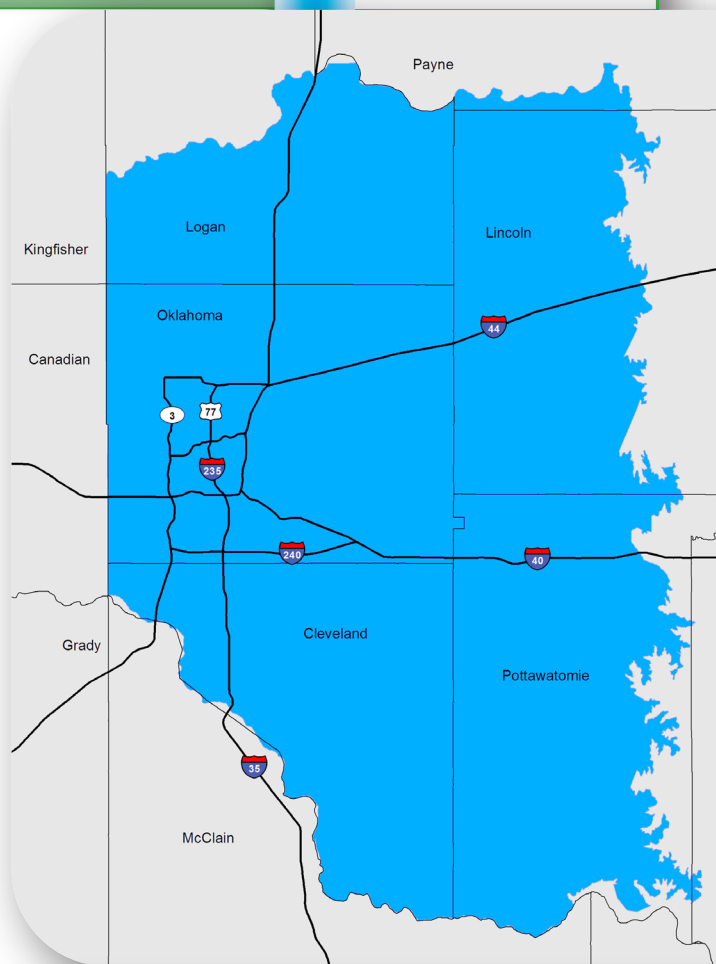 Payne
Logan
Lincoln
Kingfisher
Oklahoma
44
Canadian
3
77
235
240
40
Cleveland
Grady
Pottawatomie
35
McClain